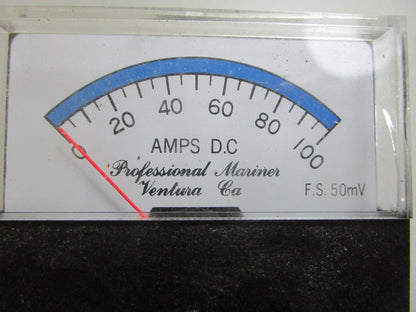 0 20 40 60 80 100
AMPS D.C
Professional Mariner
Ventura Ca
F.S. 50mV